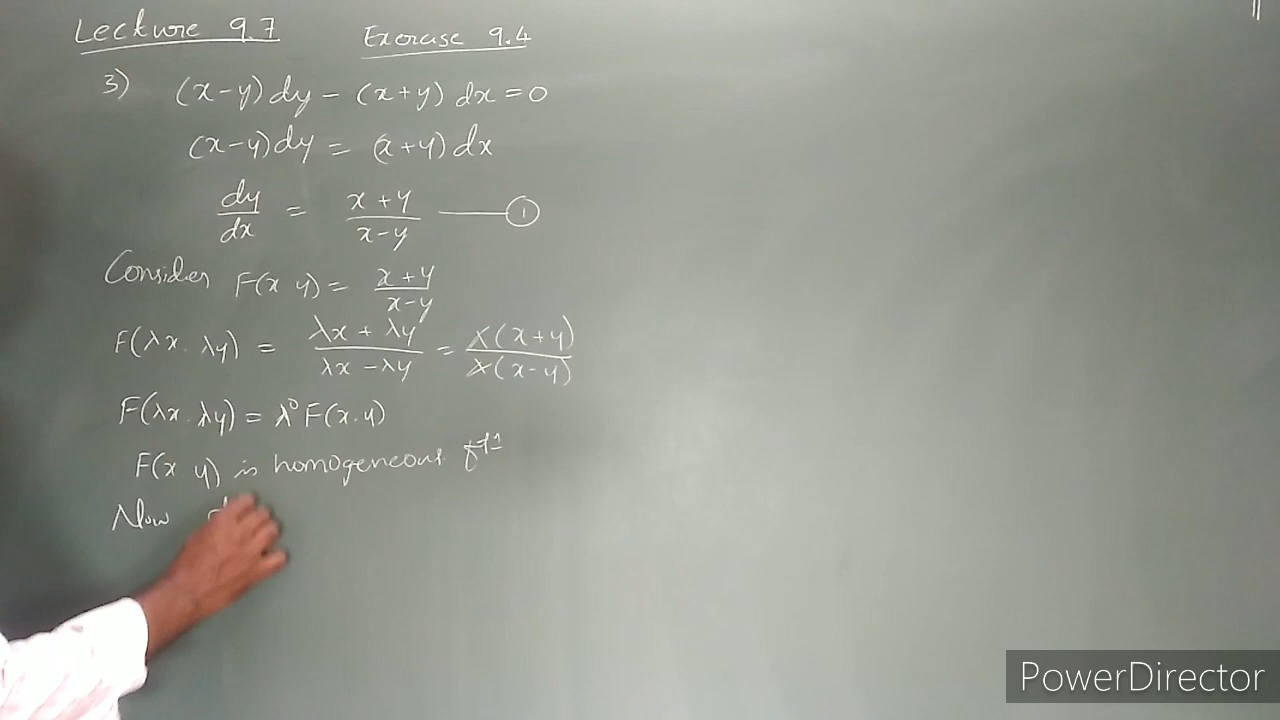 Lecture 9.7 Exercise 9.4
3) (x-y)dy - (x+y) dx = 0
(x-y)dy = (x+y)dx
dy/dx = (x+y)/(x-y) —— ①
Consider F(x y) = (x+y)/(x-y)
F(λx. λy) = (λx + λy)/(λx - λy) = λ(x+y)/λ(x-y)
F(λx. λy) = λ⁰ F(x.y)
F(x y) is homogeneous fⁿ
Now
PowerDirector